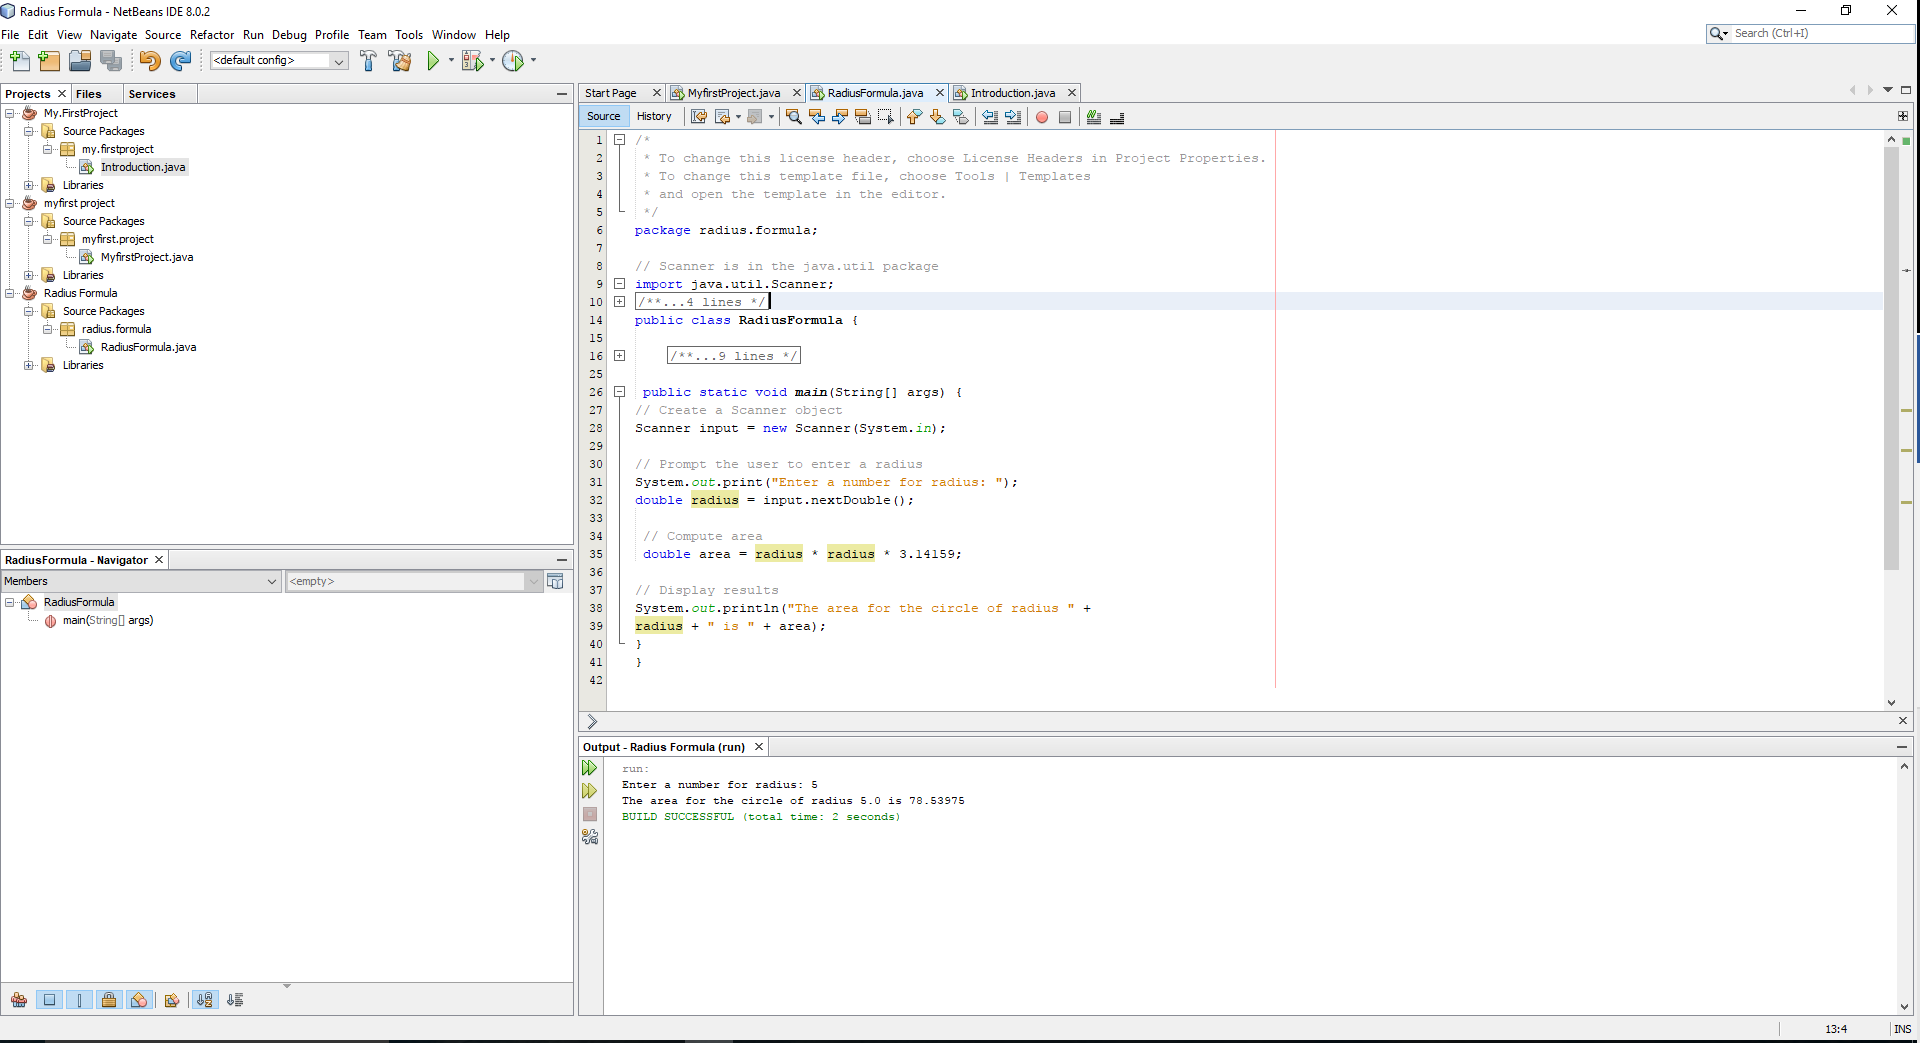 Radius Formula - NetBeans IDE 8.0.2
File Edit View Navigate Source Refactor Run Debug Profile Team Tools Window Help
Search (Ctrl+I)
<default config>
Projects Files Services
My.FirstProject
Source Packages
my.firstproject
Introduction.java
Libraries
myfirst project
Source Packages
myfirst.project
MyfirstProject.java
Libraries
Radius Formula
Source Packages
radius.formula
RadiusFormula.java
Libraries
RadiusFormula - Navigator
Members <empty>
RadiusFormula
main(String[] args)
Start Page MyfirstProject.java RadiusFormula.java Introduction.java
Source History
1 /*
2 * To change this license header, choose License Headers in Project Properties.
3 * To change this template file, choose Tools | Templates
4 * and open the template in the editor.
5 */
6 package radius.formula;
7
8 // Scanner is in the java.util package
9 import java.util.Scanner;
10 /**...4 lines */
14 public class RadiusFormula {
15
16 /**...9 lines */
25
26 public static void main(String[] args) {
27 // Create a Scanner object
28 Scanner input = new Scanner(System.in);
29
30 // Prompt the user to enter a radius
31 System.out.print("Enter a number for radius: ");
32 double radius = input.nextDouble();
33
34 // Compute area
35 double area = radius * radius * 3.14159;
36
37 // Display results
38 System.out.println("The area for the circle of radius " +
39 radius + " is " + area);
40 }
41 }
42
Output - Radius Formula (run)
run:
Enter a number for radius: 5
The area for the circle of radius 5.0 is 78.53975
BUILD SUCCESSFUL (total time: 2 seconds)
13:4 INS